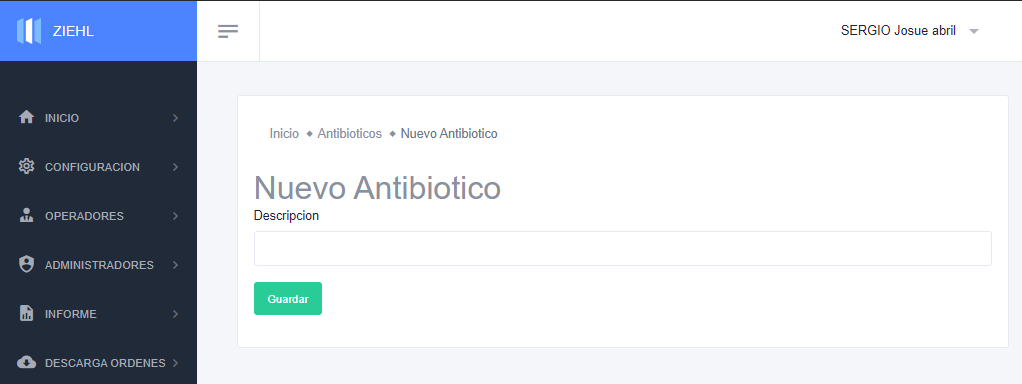 ZIEHL
SERGIO Josue abril
INICIO
CONFIGURACION
OPERADORES
ADMINISTRADORES
INFORME
DESCARGA ORDENES
Inicio Antibioticos Nuevo Antibiotico
Nuevo Antibiotico
Descripcion
Guardar